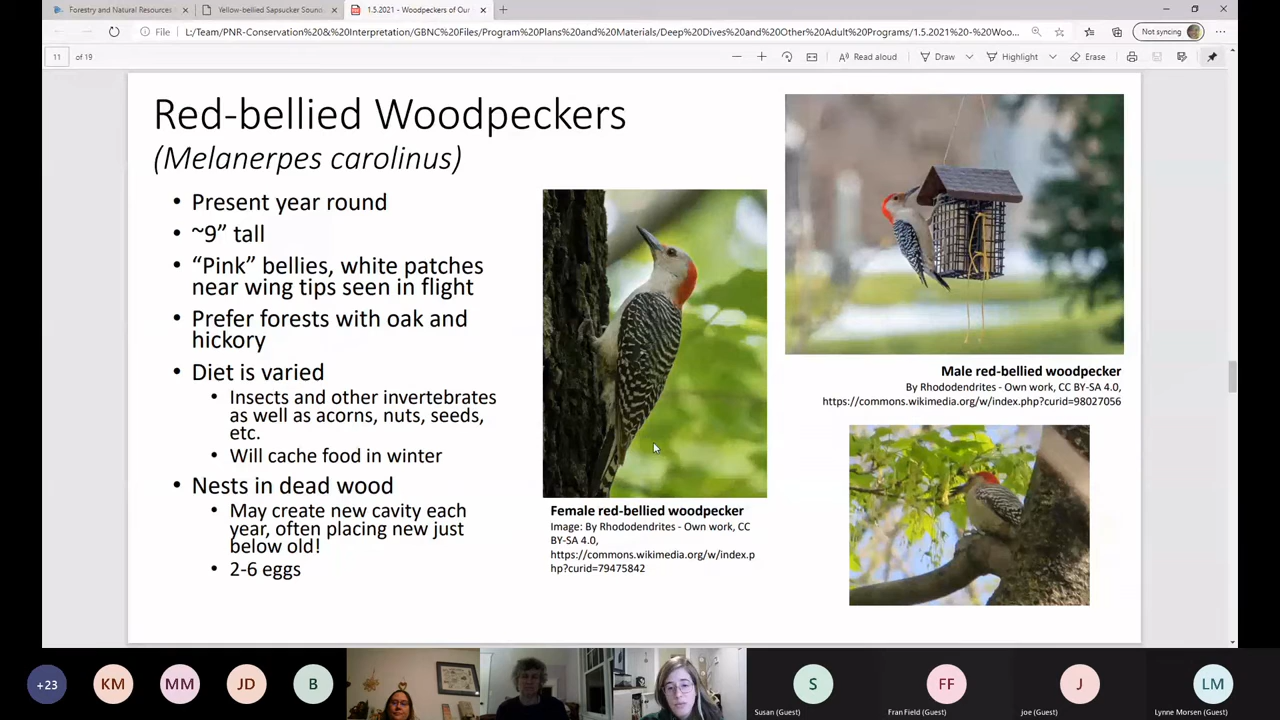 Forestry and Natural Resources
Yellow-bellied Sapsucker Sound
1.5.2021 - Woodpeckers of Our
File
L:/Team/PNR-Conservation%20&%20Interpretation/GBNC%20Files/Program%20Plans%20and%20Materials/Deep%20Dives%20and%20Other%20Adult%20Programs/1.5.2021%20-%20Woo...
Not syncing
11 of 19
Read aloud
Draw
Highlight
Erase
Red-bellied Woodpeckers
(Melanerpes carolinus)
• Present year round
• ~9” tall
• “Pink” bellies, white patches
near wing tips seen in flight
• Prefer forests with oak and
hickory
• Diet is varied
• Insects and other invertebrates
as well as acorns, nuts, seeds,
etc.
• Will cache food in winter
• Nests in dead wood
• May create new cavity each
year, often placing new just
below old!
• 2-6 eggs
Female red-bellied woodpecker
Image: By Rhododendrites - Own work, CC
BY-SA 4.0,
https://commons.wikimedia.org/w/index.p
hp?curid=79475842
Male red-bellied woodpecker
By Rhododendrites - Own work, CC BY-SA 4.0,
https://commons.wikimedia.org/w/index.php?curid=98027056
+23
KM
MM
JD
B
S
Susan (Guest)
FF
Fran Field (Guest)
J
joe (Guest)
LM
Lynne Morsen (Guest)